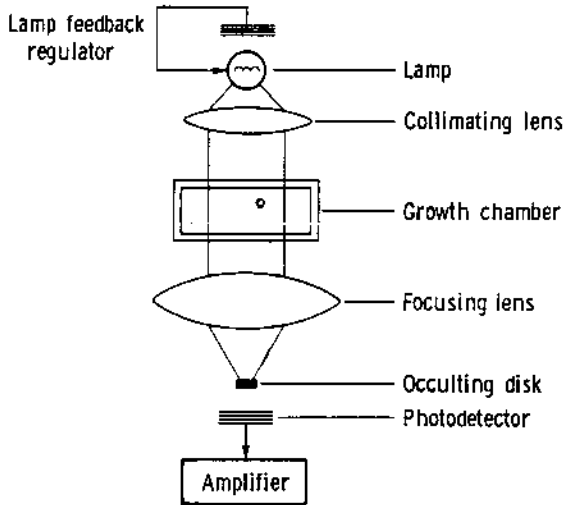 Lamp feedback
regulator
Lamp
Collimating lens
Growth chamber
Focusing lens
Occulting disk
Photodetector
Amplifier